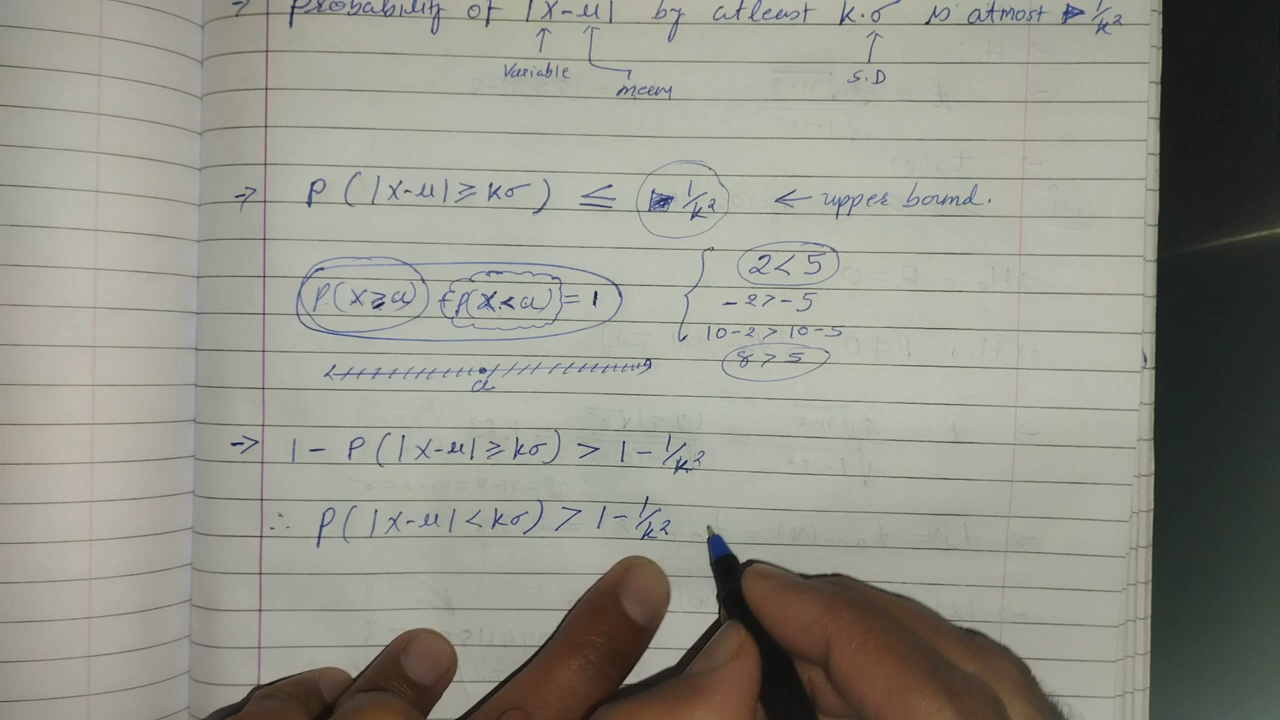 → Probability of |X-μ| by atleast k.σ is atmost 1/k²
Variable
mean
S.D
→ P ( |X-μ| ≥ kσ ) ≤ 1/k² ← upper bound.
P(X≥a) + P(X<a) = 1
2<5
-2>-5
10-2>10-5
8>5
a
→ 1 - P ( |X-μ| ≥ kσ ) > 1 - 1/k²
∴ P ( |X-μ| < kσ ) > 1 - 1/k²